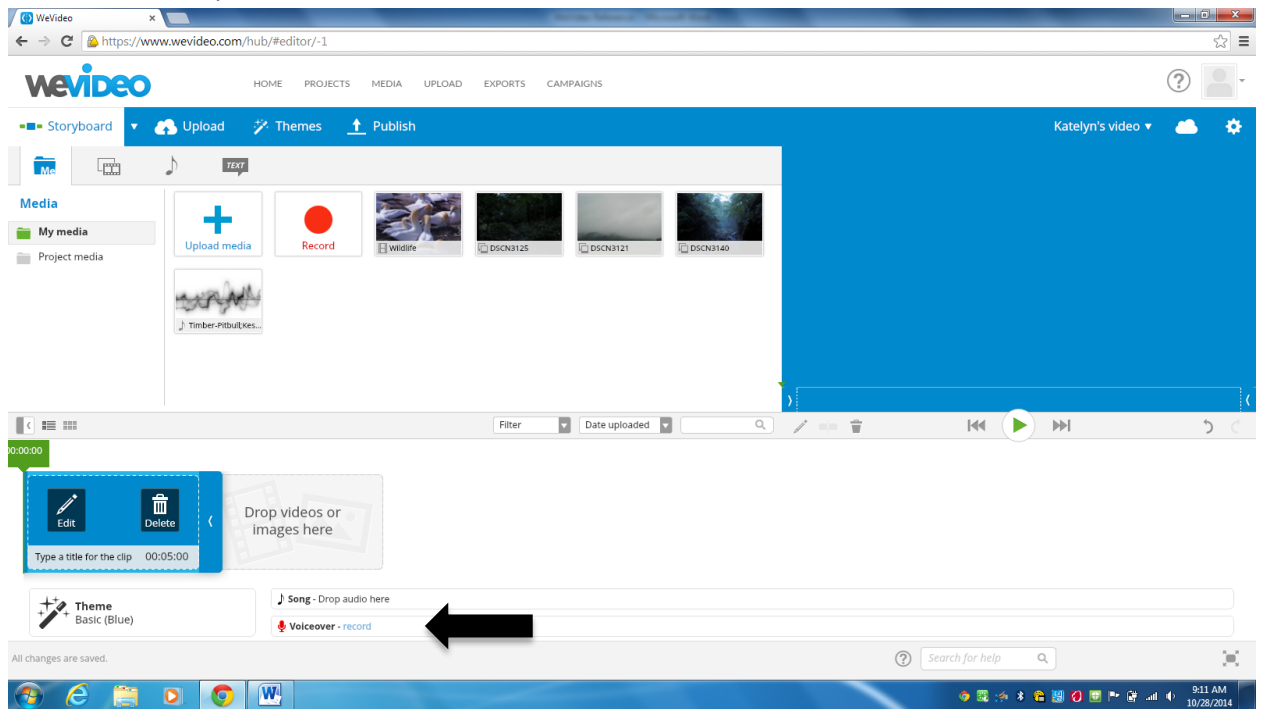 WeVideo
https://www.wevideo.com/hub/#editor/-1
WeVideo
HOME PROJECTS MEDIA UPLOAD EXPORTS CAMPAIGNS
?
Storyboard Upload Themes Publish Katelyn's video
Me TEXT
Media
My media
Project media
Upload media Record Wildlife DSCN3125 DSCN3121 DSCN3140
Timber-Pitbull;Kes...
Filter Date uploaded
00:00:00
Edit Delete
Type a title for the clip 00:05:00
Drop videos or
images here
Theme
Basic (Blue)
Song - Drop audio here
Voiceover - record
All changes are saved. ? Search for help
9:11 AM
10/28/2014